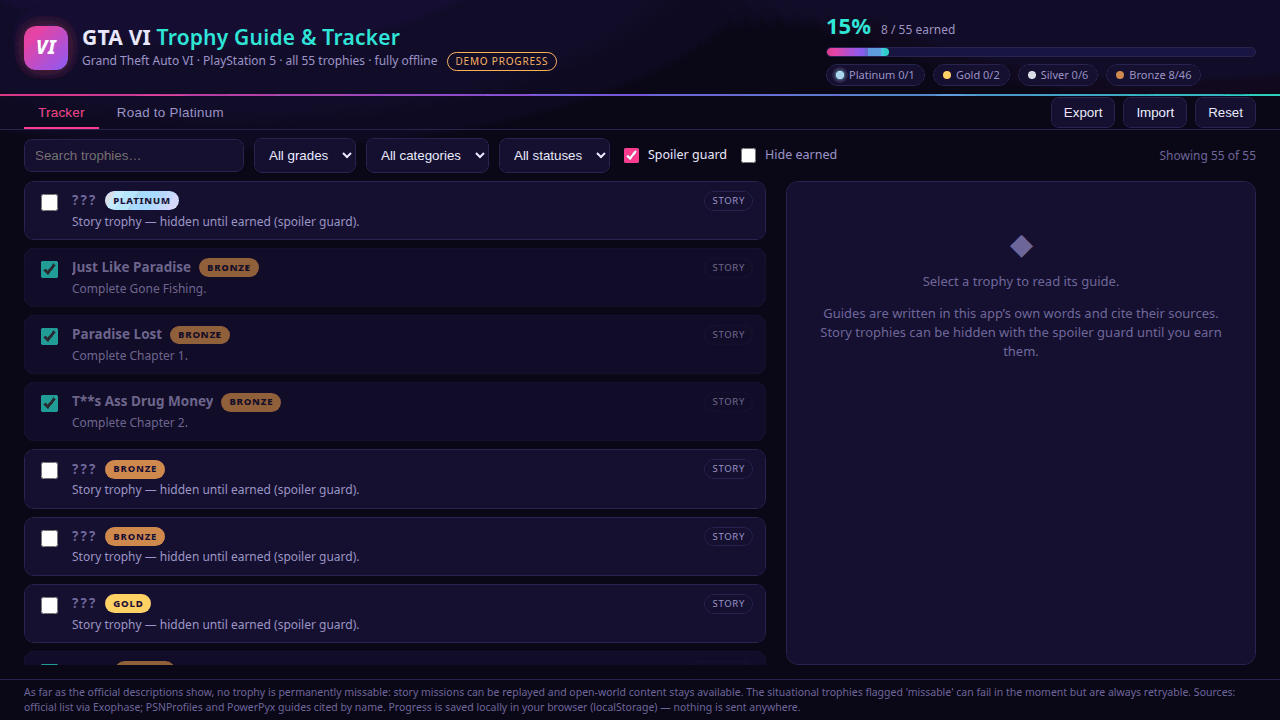 VI
GTA VI Trophy Guide & Tracker
Grand Theft Auto VI · PlayStation 5 · all 55 trophies · fully offline DEMO PROGRESS
15% 8 / 55 earned
Platinum 0/1 Gold 0/2 Silver 0/6 Bronze 8/46
Tracker Road to Platinum Export Import Reset
Search trophies… All grades All categories All statuses Spoiler guard Hide earned Showing 55 of 55
??? PLATINUM STORY
Story trophy — hidden until earned (spoiler guard).
Just Like Paradise BRONZE STORY
Complete Gone Fishing.
Paradise Lost BRONZE STORY
Complete Chapter 1.
T**s Ass Drug Money BRONZE STORY
Complete Chapter 2.
??? BRONZE STORY
Story trophy — hidden until earned (spoiler guard).
??? BRONZE STORY
Story trophy — hidden until earned (spoiler guard).
??? GOLD STORY
Story trophy — hidden until earned (spoiler guard).
Select a trophy to read its guide.
Guides are written in this app's own words and cite their sources.
Story trophies can be hidden with the spoiler guard until you earn
them.
As far as the official descriptions show, no trophy is permanently missable: story missions can be replayed and open-world content stays available. The situational trophies flagged 'missable' can fail in the moment but are always retryable. Sources:
official list via Exophase; PSNProfiles and PowerPyx guides cited by name. Progress is saved locally in your browser (localStorage) — nothing is sent anywhere.